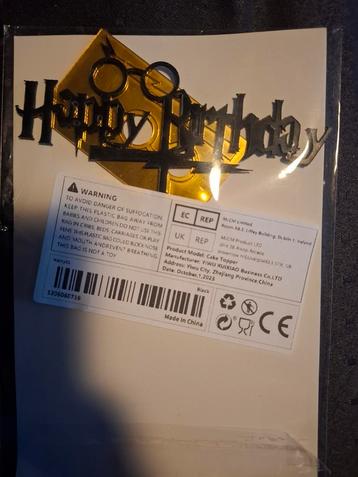 Happy Birthday
WARNING
TO AVOID DANGER OF SUFFOCATION,
KEEP THIS PLASTIC BAG AWAY FROM
BABIES AND CHILDREN DO NOT USE THIS
BAG IN CRIBS, BEDS, CARRIAGES OR PLAY
PENS THIS PLASTIC BAG COULD BLOCK NOSE
AND MOUTH AND PREVENT BREATHING
THIS BAG IS NOT A TOY
EC REP
UK REP
Product Model: Cake Topper
Manufacturer: YIWU RUIXIAO Business Co.,LTD
Address: Yiwu City, Zhejiang Province,China
Date: October,1,2023
Black
Made in China
CE